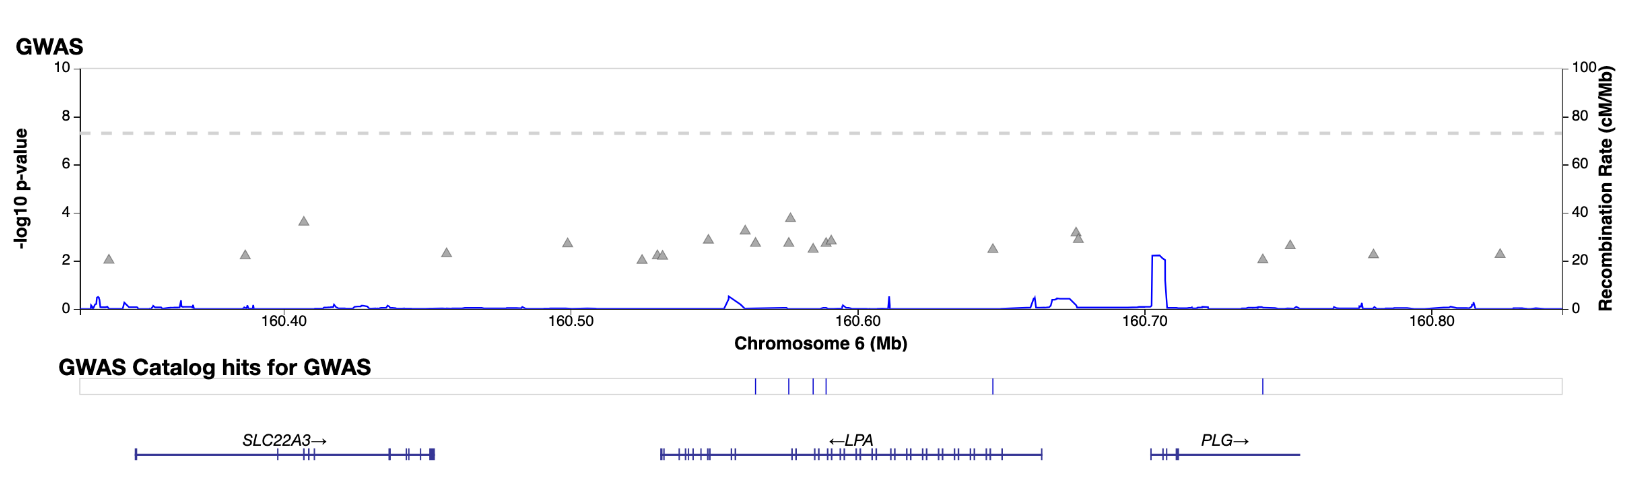 GWAS
10
8
6
4
2
0
-log10 p-value
100
80
60
40
20
0
Recombination Rate (cM/Mb)
160.40 160.50 160.60 160.70 160.80
Chromosome 6 (Mb)
GWAS Catalog hits for GWAS
SLC22A3→ ←LPA PLG→